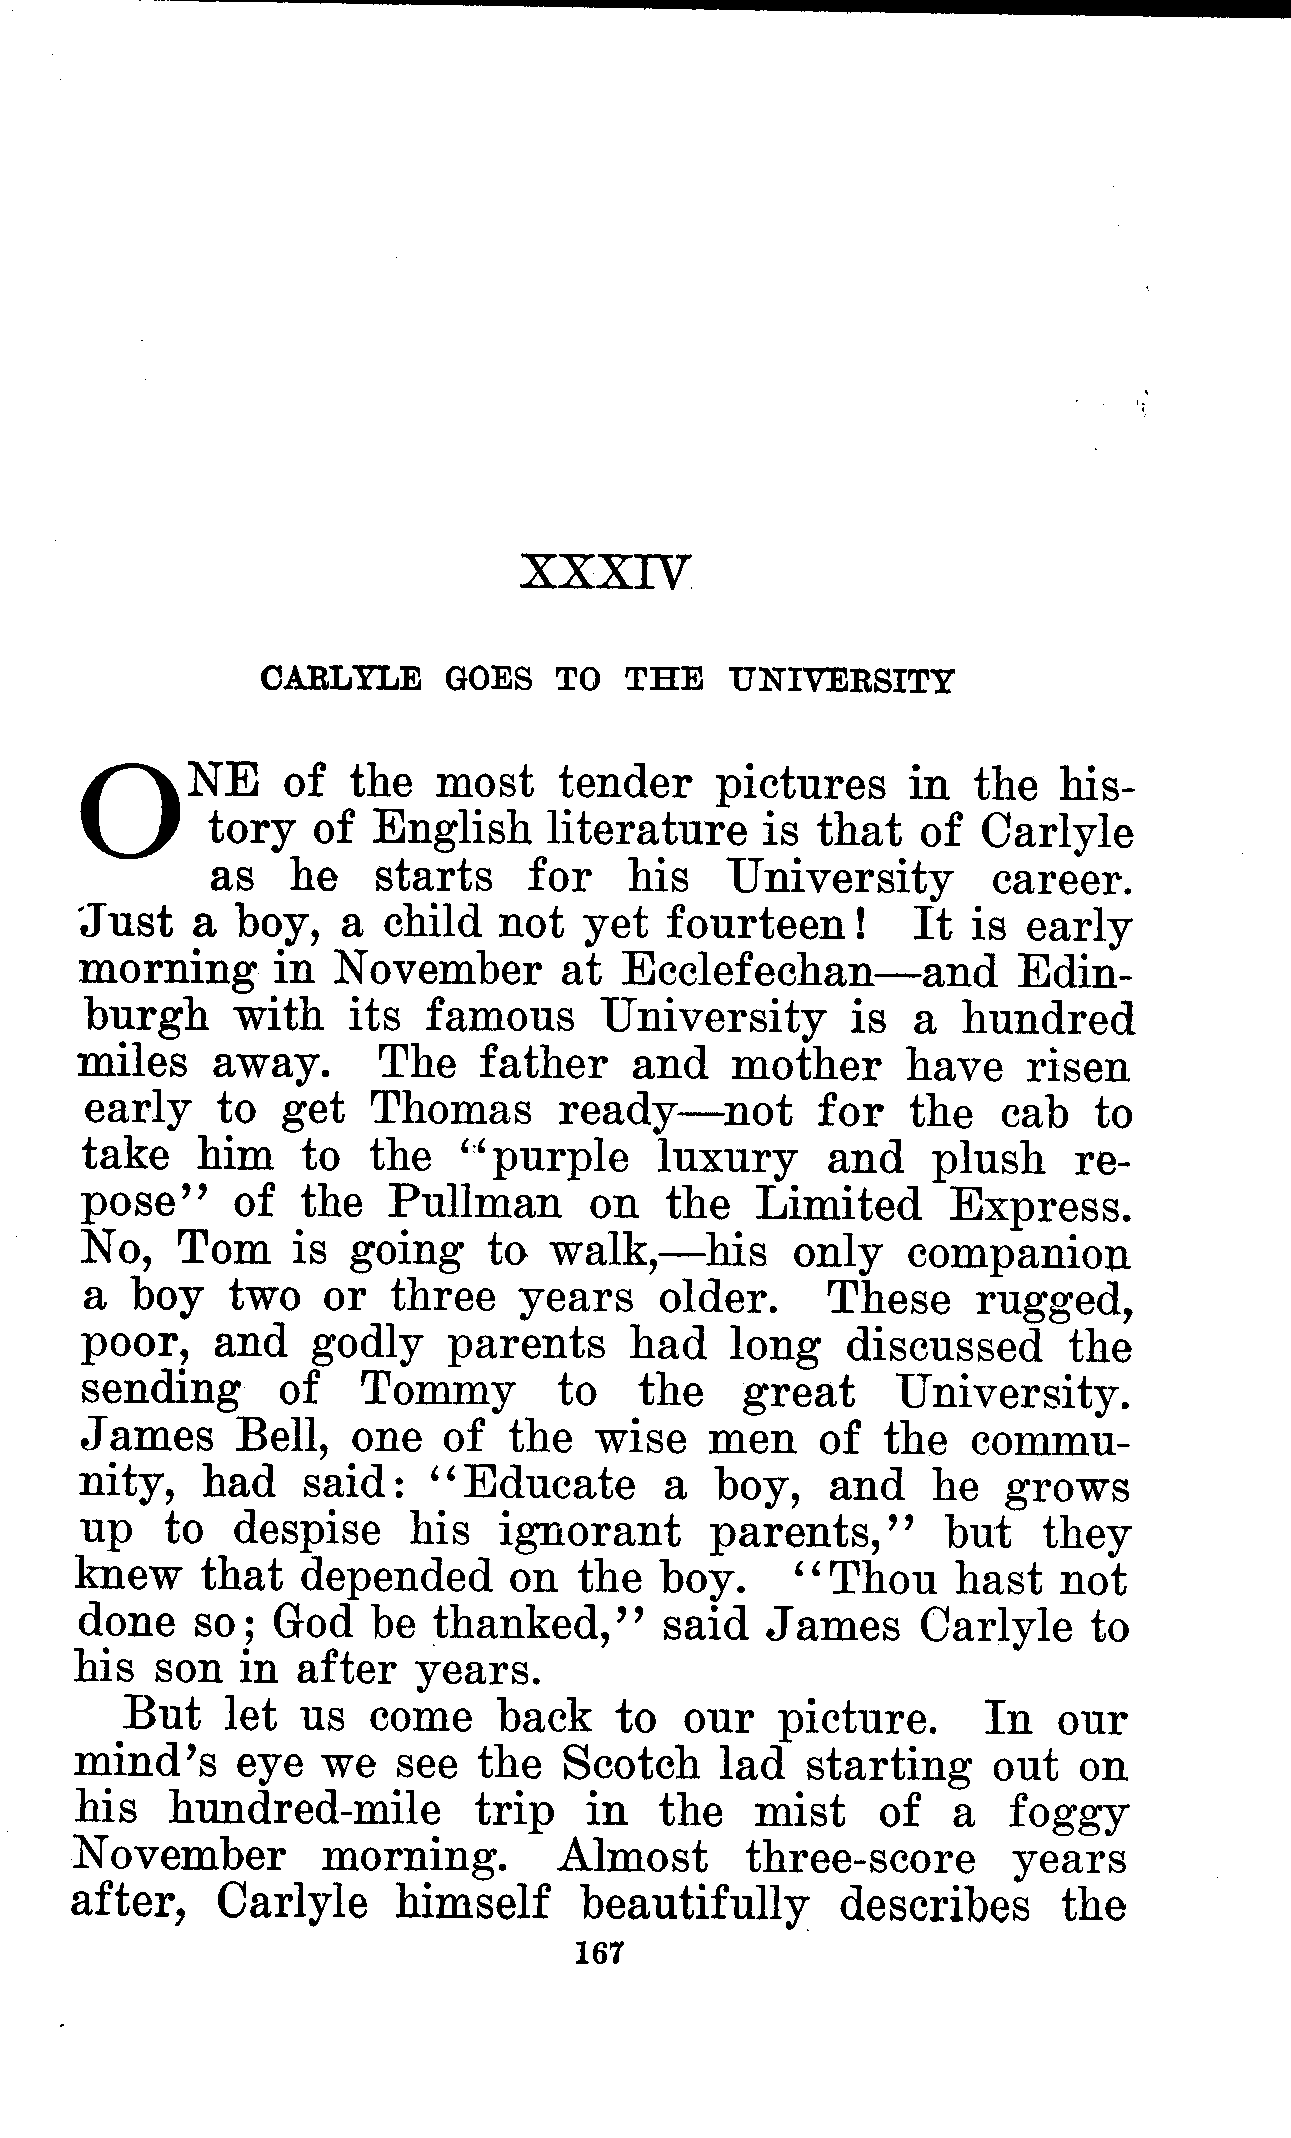 XXXIV
CARLYLE GOES TO THE UNIVERSITY
ONE of the most tender pictures in the his-
tory of English literature is that of Carlyle
as he starts for his University career.
Just a boy, a child not yet fourteen! It is early
morning in November at Ecclefechan—and Edin-
burgh with its famous University is a hundred
miles away. The father and mother have risen
early to get Thomas ready—not for the cab to
take him to the "purple luxury and plush re-
pose" of the Pullman on the Limited Express.
No, Tom is going to walk,—his only companion
a boy two or three years older. These rugged,
poor, and godly parents had long discussed the
sending of Tommy to the great University.
James Bell, one of the wise men of the commu-
nity, had said: "Educate a boy, and he grows
up to despise his ignorant parents," but they
knew that depended on the boy. "Thou hast not
done so; God be thanked," said James Carlyle to
his son in after years.
But let us come back to our picture. In our
mind's eye we see the Scotch lad starting out on
his hundred-mile trip in the mist of a foggy
November morning. Almost three-score years
after, Carlyle himself beautifully describes the
167